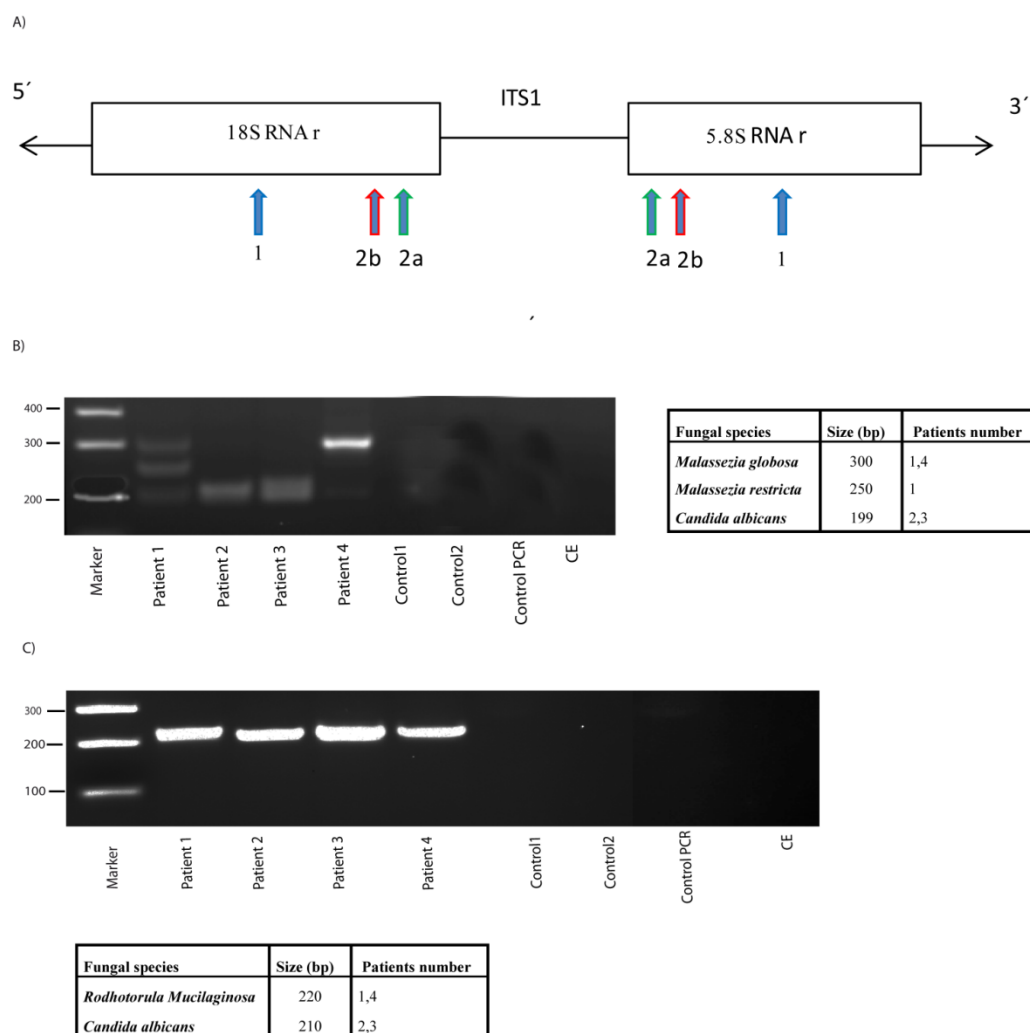 A)
5´ ITS1 3´
18S RNA r 5.8S RNA r
1 2b 2a 2a 2b 1
´
B)
400
300
200
Marker Patient 1 Patient 2 Patient 3 Patient 4 Control1 Control2 Control PCR CE
Fungal species Size (bp) Patients number
Malassezia globosa 300 1,4
Malassezia restricta 250 1
Candida albicans 199 2,3
C)
300
200
100
Marker Patient 1 Patient 2 Patient 3 Patient 4 Control1 Control2 Control PCR CE
Fungal species Size (bp) Patients number
Rodhotorula Mucilaginosa 220 1,4
Candida albicans 210 2,3